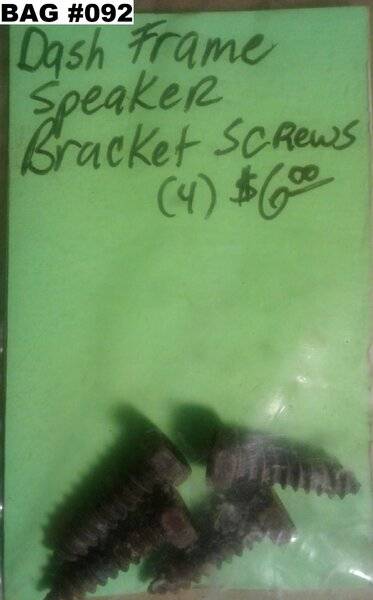 BAG #092
Dash Frame
Speaker
Bracket Screws
(4) $6.00